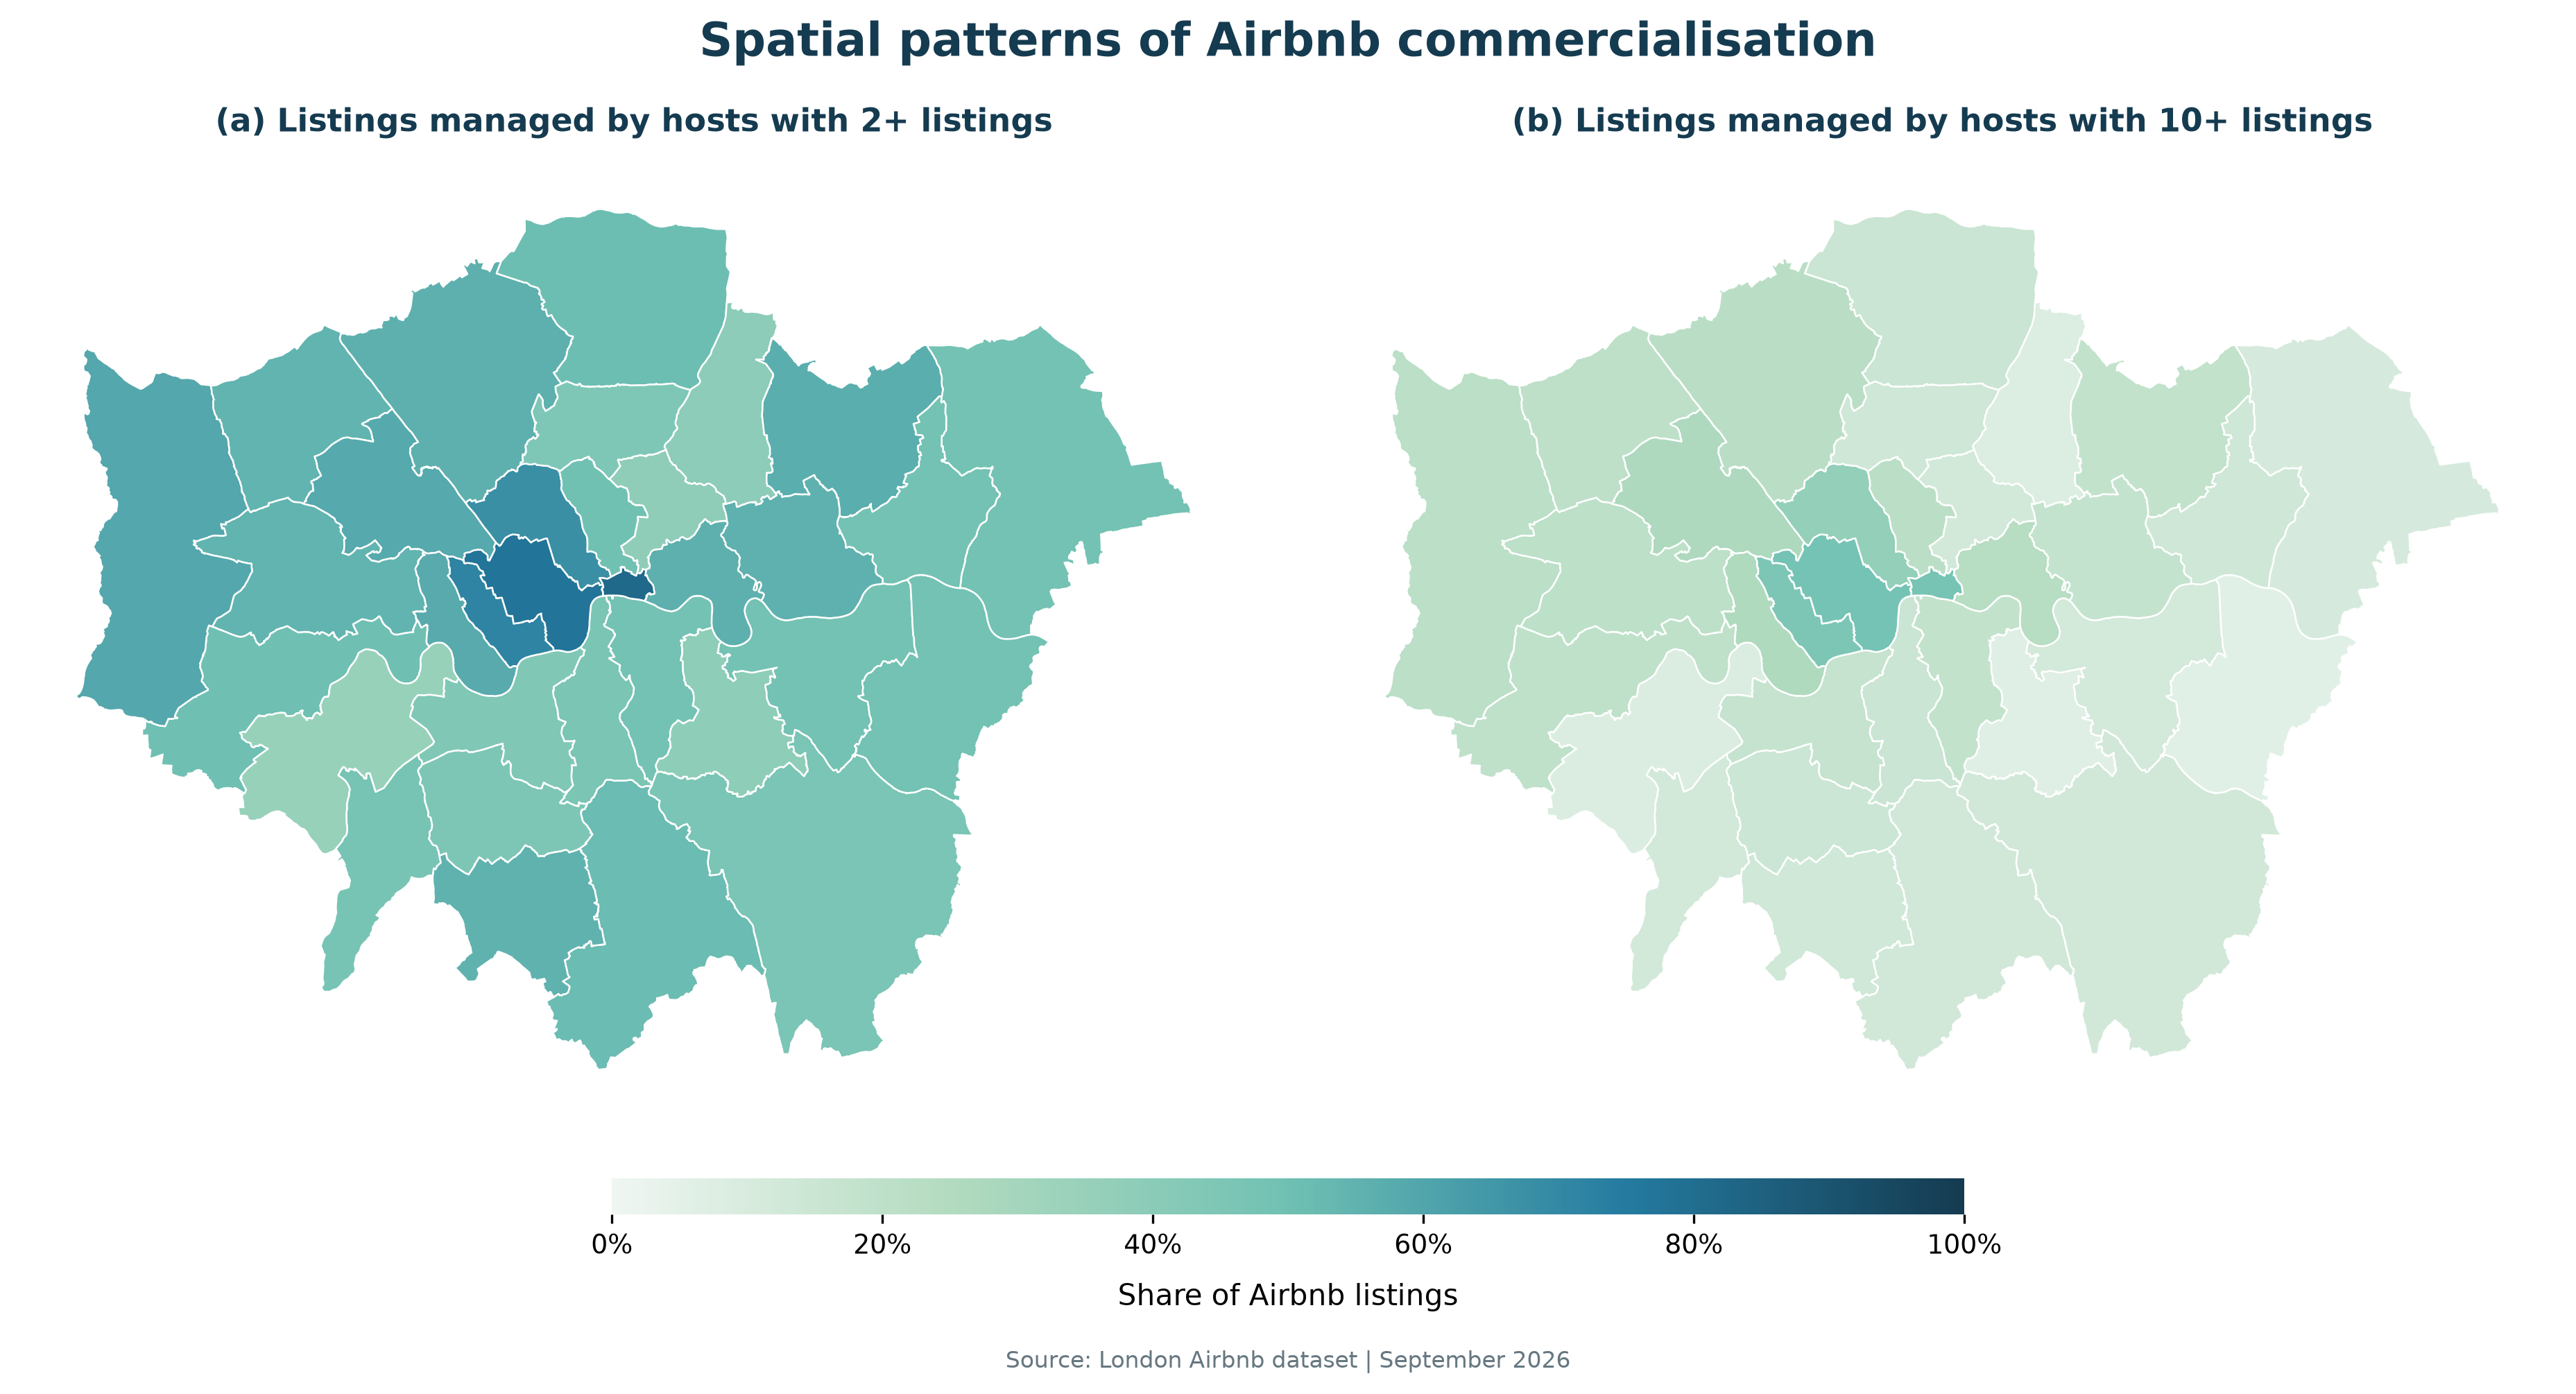 Spatial patterns of Airbnb commercialisation
(a) Listings managed by hosts with 2+ listings
(b) Listings managed by hosts with 10+ listings
0%
20%
40%
60%
80%
100%
Share of Airbnb listings
Source: London Airbnb dataset | September 2026